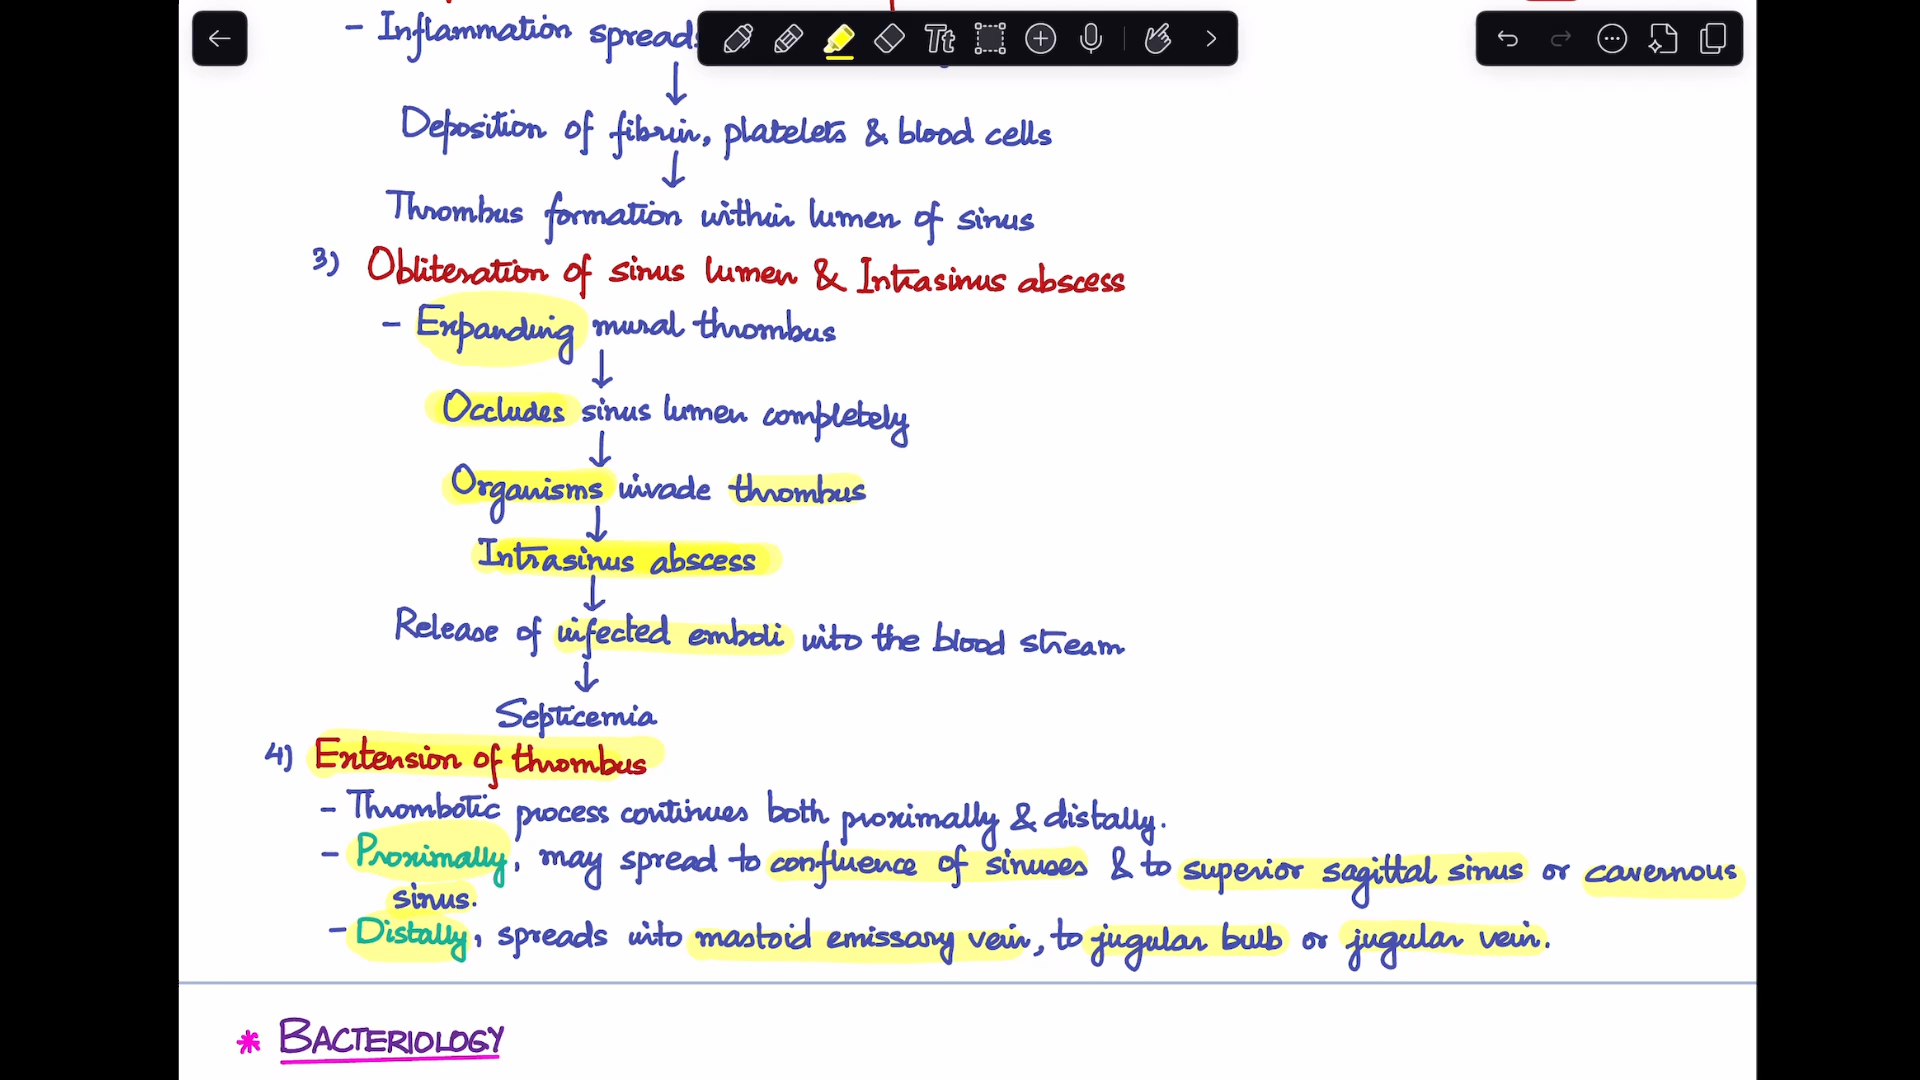 - Inflammation spreads
Tt
↓
Deposition of fibrin, platelets & blood cells
↓
Thrombus formation within lumen of sinus
3) Obliteration of sinus lumen & Intrasinus abscess
- Expanding mural thrombus
↓
Occludes sinus lumen completely
↓
Organisms invade thrombus
↓
Intrasinus abscess
↓
Release of infected emboli into the blood stream
↓
Septicemia
4) Extension of thrombus
- Thrombotic process continues both proximally & distally.
- Proximally, may spread to confluence of sinuses & to superior sagittal sinus or cavernous
sinus.
- Distally, spreads into mastoid emissary vein, to jugular bulb or jugular vein.
* BACTERIOLOGY